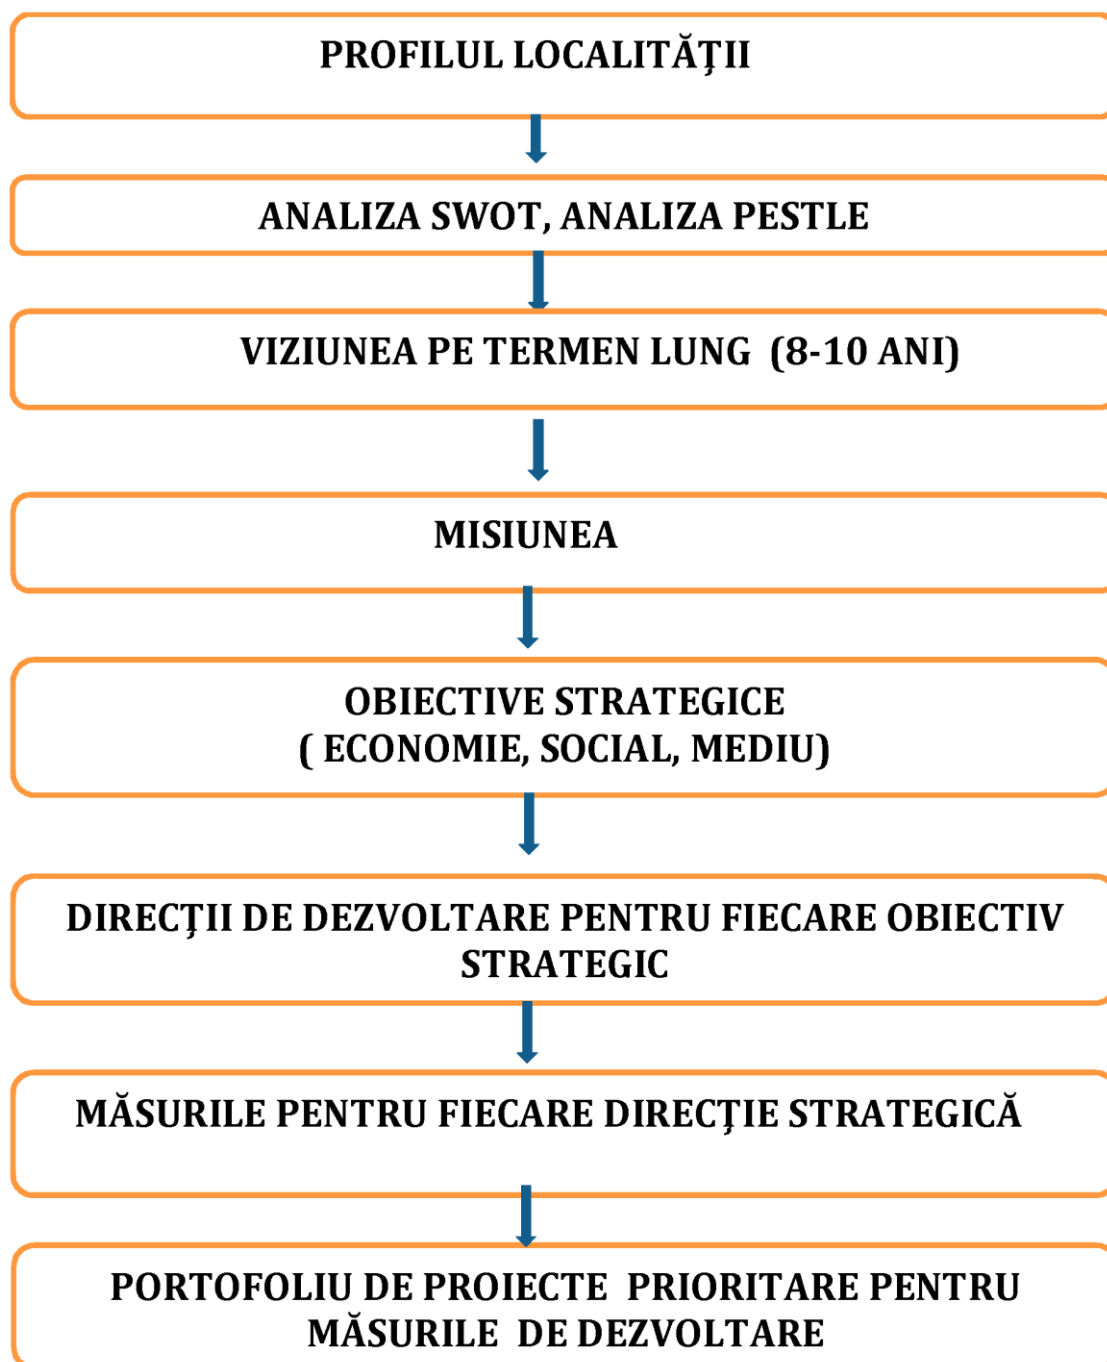 PROFILUL LOCALITĂŢII
ANALIZA SWOT, ANALIZA PESTLE
VIZIUNEA PE TERMEN LUNG (8-10 ANI)
MISIUNEA
OBIECTIVE STRATEGICE
( ECONOMIE, SOCIAL, MEDIU)
DIRECŢII DE DEZVOLTARE PENTRU FIECARE OBIECTIV
STRATEGIC
MĂSURILE PENTRU FIECARE DIRECŢIE STRATEGICĂ
PORTOFOLIU DE PROIECTE PRIORITARE PENTRU
MĂSURILE DE DEZVOLTARE